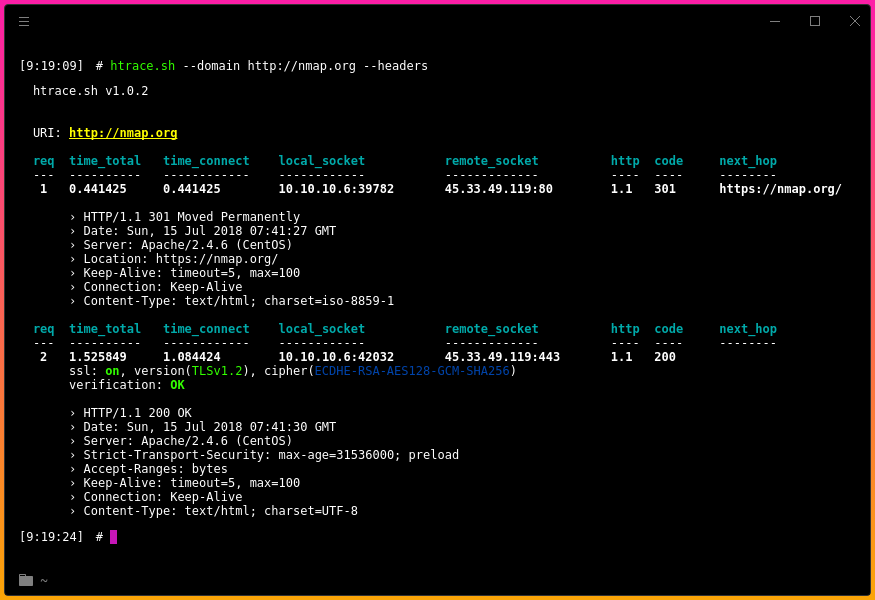 [9:19:09] # htrace.sh --domain http://nmap.org --headers
htrace.sh v1.0.2
URI: http://nmap.org
req time_total time_connect local_socket remote_socket http code next_hop
--- ---------- ------------ ------------ ------------- ---- ---- --------
1 0.441425 0.441425 10.10.10.6:39782 45.33.49.119:80 1.1 301 https://nmap.org/
› HTTP/1.1 301 Moved Permanently
› Date: Sun, 15 Jul 2018 07:41:27 GMT
› Server: Apache/2.4.6 (CentOS)
› Location: https://nmap.org/
› Keep-Alive: timeout=5, max=100
› Connection: Keep-Alive
› Content-Type: text/html; charset=iso-8859-1
req time_total time_connect local_socket remote_socket http code next_hop
--- ---------- ------------ ------------ ------------- ---- ---- --------
2 1.525849 1.084424 10.10.10.6:42032 45.33.49.119:443 1.1 200
ssl: on, version(TLSv1.2), cipher(ECDHE-RSA-AES128-GCM-SHA256)
verification: OK
› HTTP/1.1 200 OK
› Date: Sun, 15 Jul 2018 07:41:30 GMT
› Server: Apache/2.4.6 (CentOS)
› Strict-Transport-Security: max-age=31536000; preload
› Accept-Ranges: bytes
› Keep-Alive: timeout=5, max=100
› Connection: Keep-Alive
› Content-Type: text/html; charset=UTF-8
[9:19:24] #
~